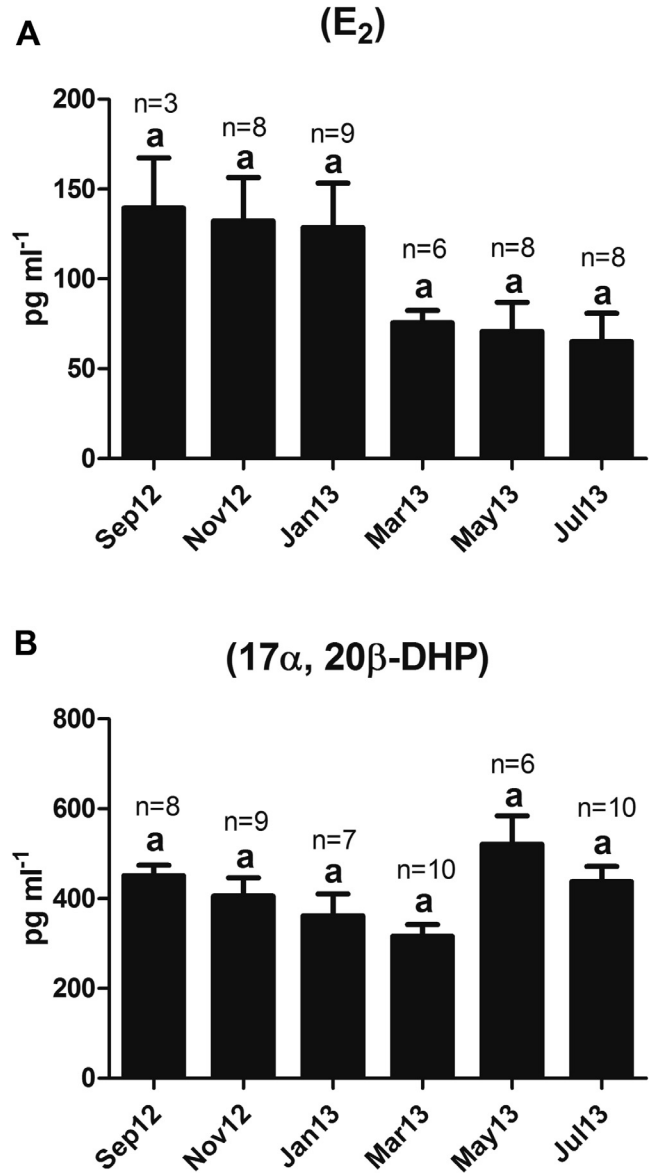 A
(E₂)
200
150
100
50
0
pg ml⁻¹
n=3
n=8
n=9
n=6
n=8
n=8
a
a
a
a
a
a
Sep12
Nov12
Jan13
Mar13
May13
Jul13
B
(17α, 20β-DHP)
800
600
400
200
0
pg ml⁻¹
n=8
n=9
n=7
n=10
n=6
n=10
a
a
a
a
a
a
Sep12
Nov12
Jan13
Mar13
May13
Jul13